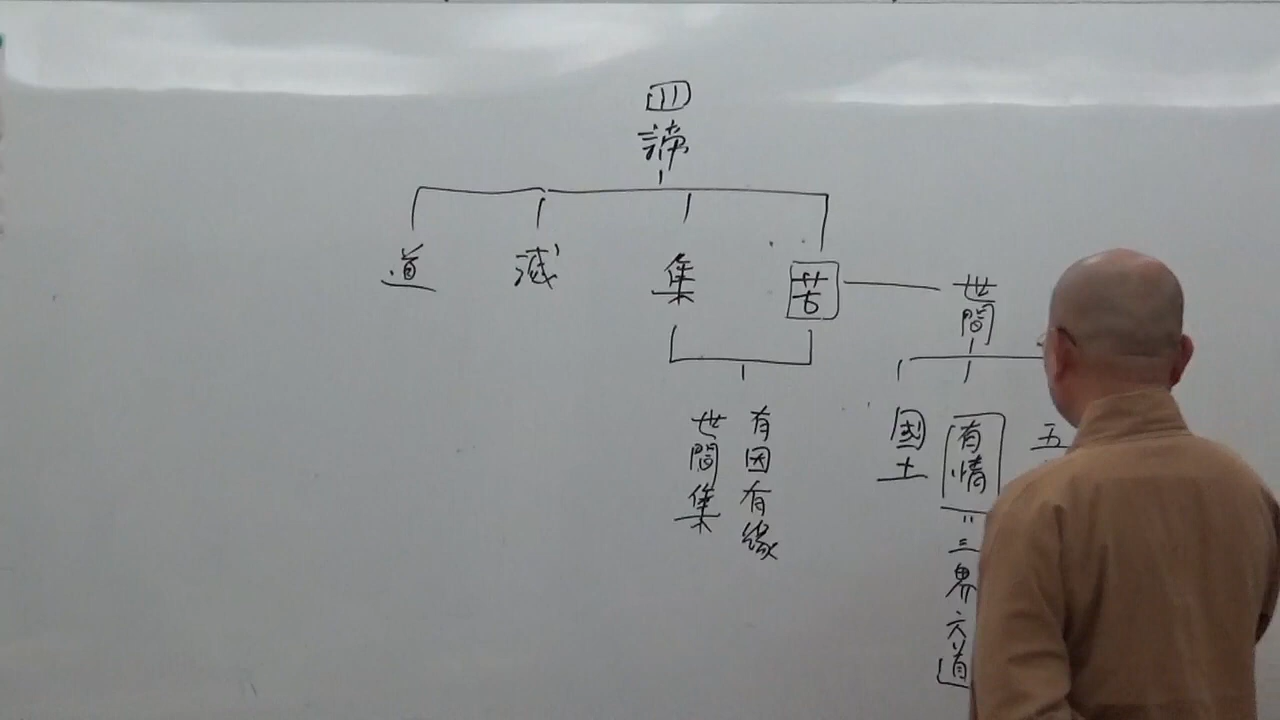 四諦
苦
集
滅
道
世間
五
有情
三界六道
國土
有因有緣
世間集